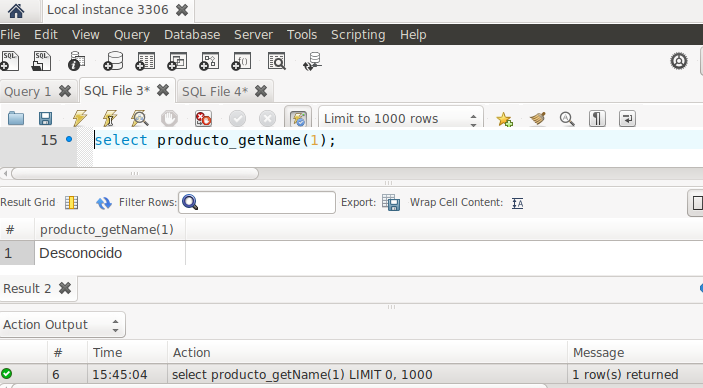 Local instance 3306
File Edit View Query Database Server Tools Scripting Help
Query 1 SQL File 3* SQL File 4*
Limit to 1000 rows
15 select producto_getName(1);
Result Grid Filter Rows: Export: Wrap Cell Content:
# producto_getName(1)
1 Desconocido
Result 2
Action Output
# Time Action Message
6 15:45:04 select producto_getName(1) LIMIT 0, 1000 1 row(s) returned